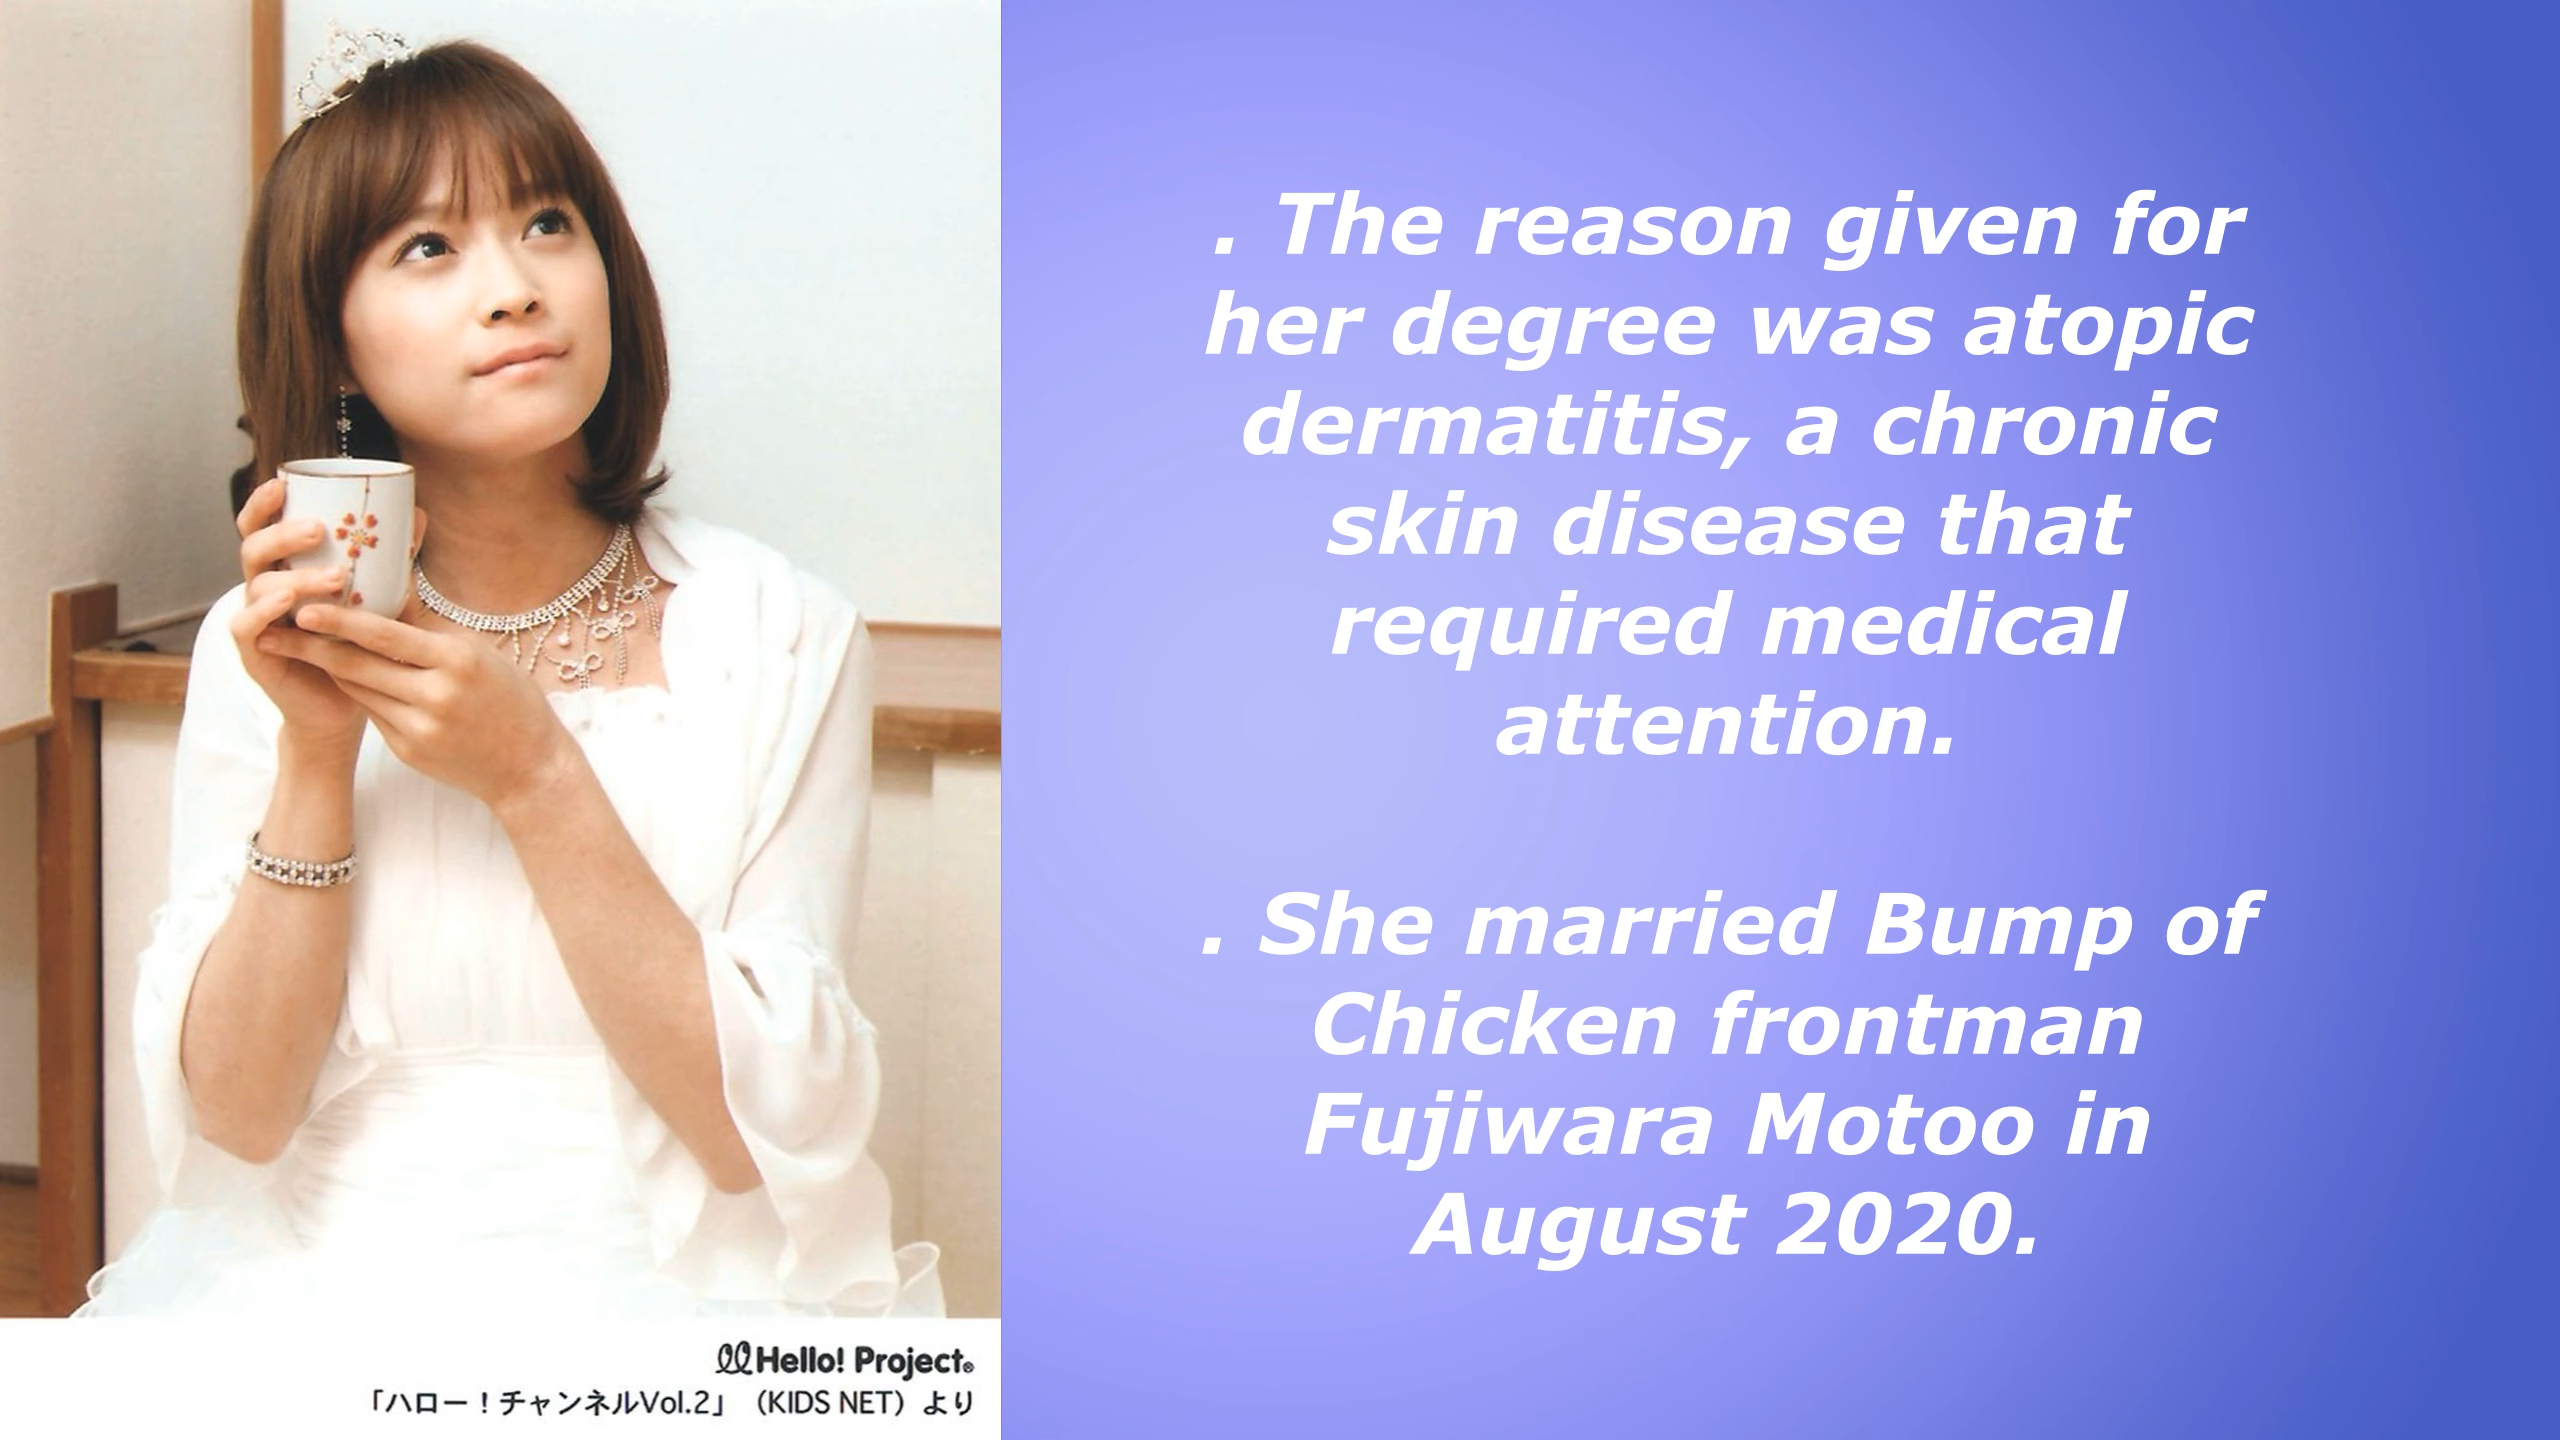 . The reason given for
her degree was atopic
dermatitis, a chronic
skin disease that
required medical
attention.
. She married Bump of
Chicken frontman
Fujiwara Motoo in
August 2020.
Hello! Project®
「ハロー！チャンネルVol.2」（KIDS NET）より